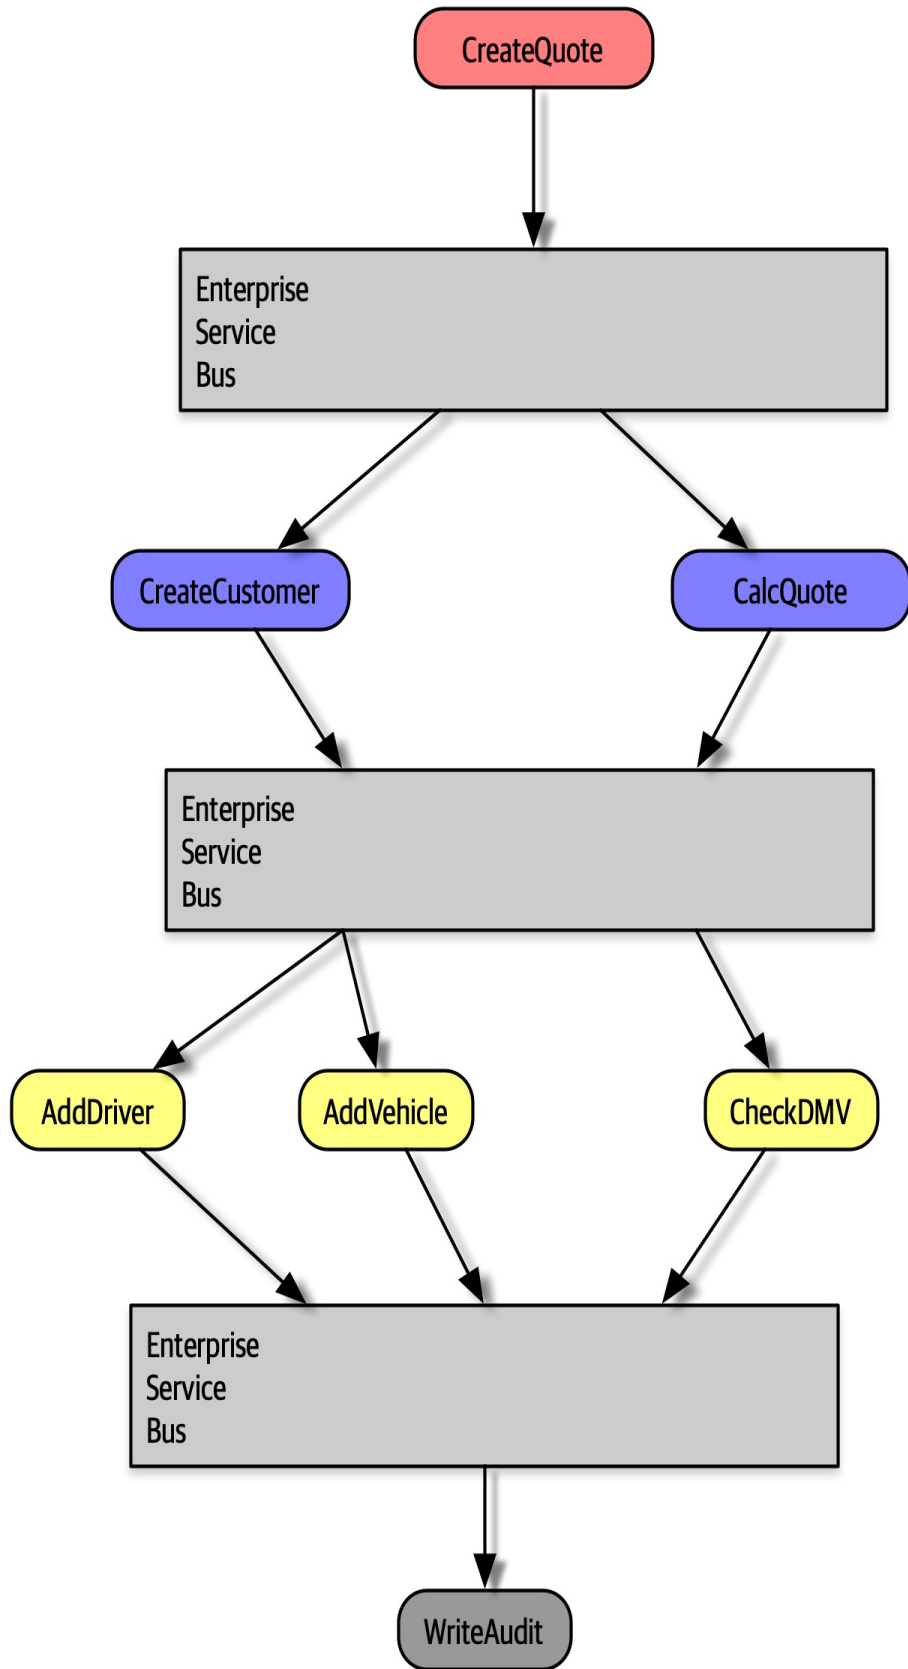 CreateQuote
Enterprise
Service
Bus
CreateCustomer
CalcQuote
Enterprise
Service
Bus
AddDriver
AddVehicle
CheckDMV
Enterprise
Service
Bus
WriteAudit